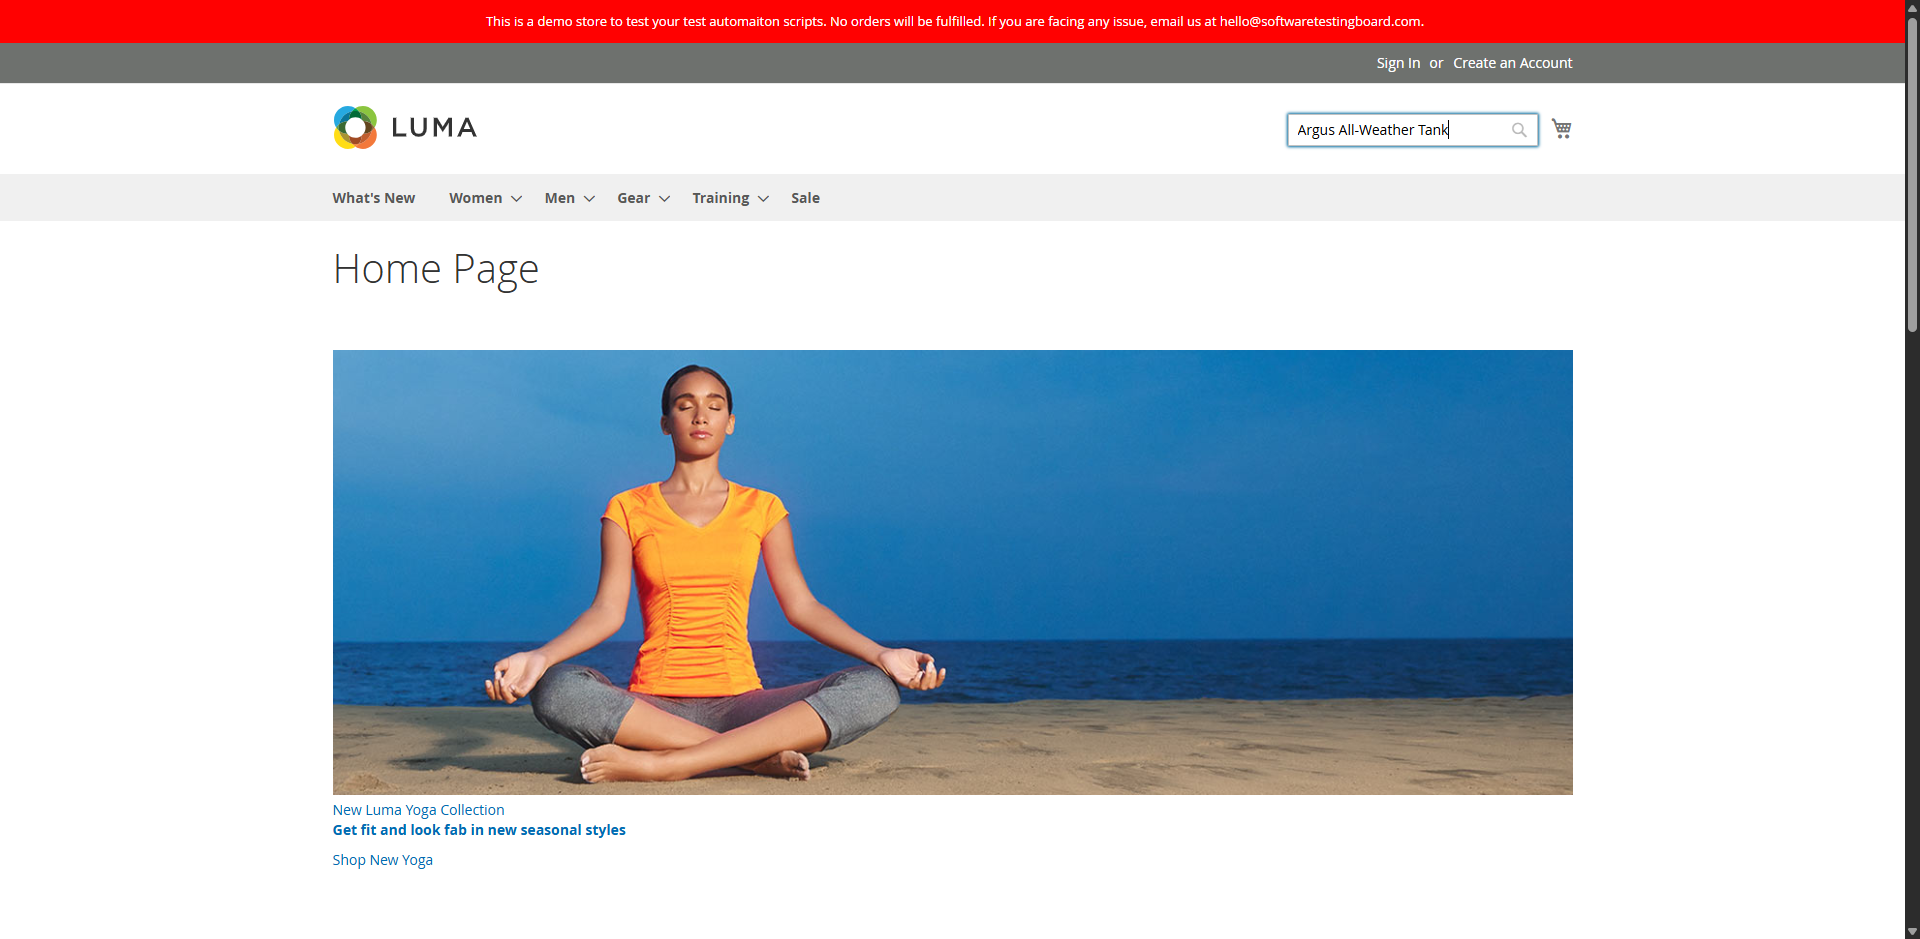 This is a demo store to test your test automaiton scripts. No orders will be fulfilled. If you are facing any issue, email us at hello@softwaretestingboard.com.
Sign In or Create an Account
LUMA
Argus All-Weather Tank
What's New Women Men Gear Training Sale
Home Page
New Luma Yoga Collection
Get fit and look fab in new seasonal styles
Shop New Yoga